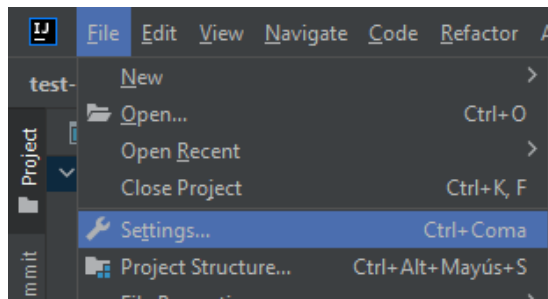 IJ
File Edit View Navigate Code Refactor
test-
New
Open... Ctrl+O
Open Recent
Close Project Ctrl+K, F
Settings... Ctrl+Coma
Project Structure... Ctrl+Alt+Mayús+S
Project
mmit